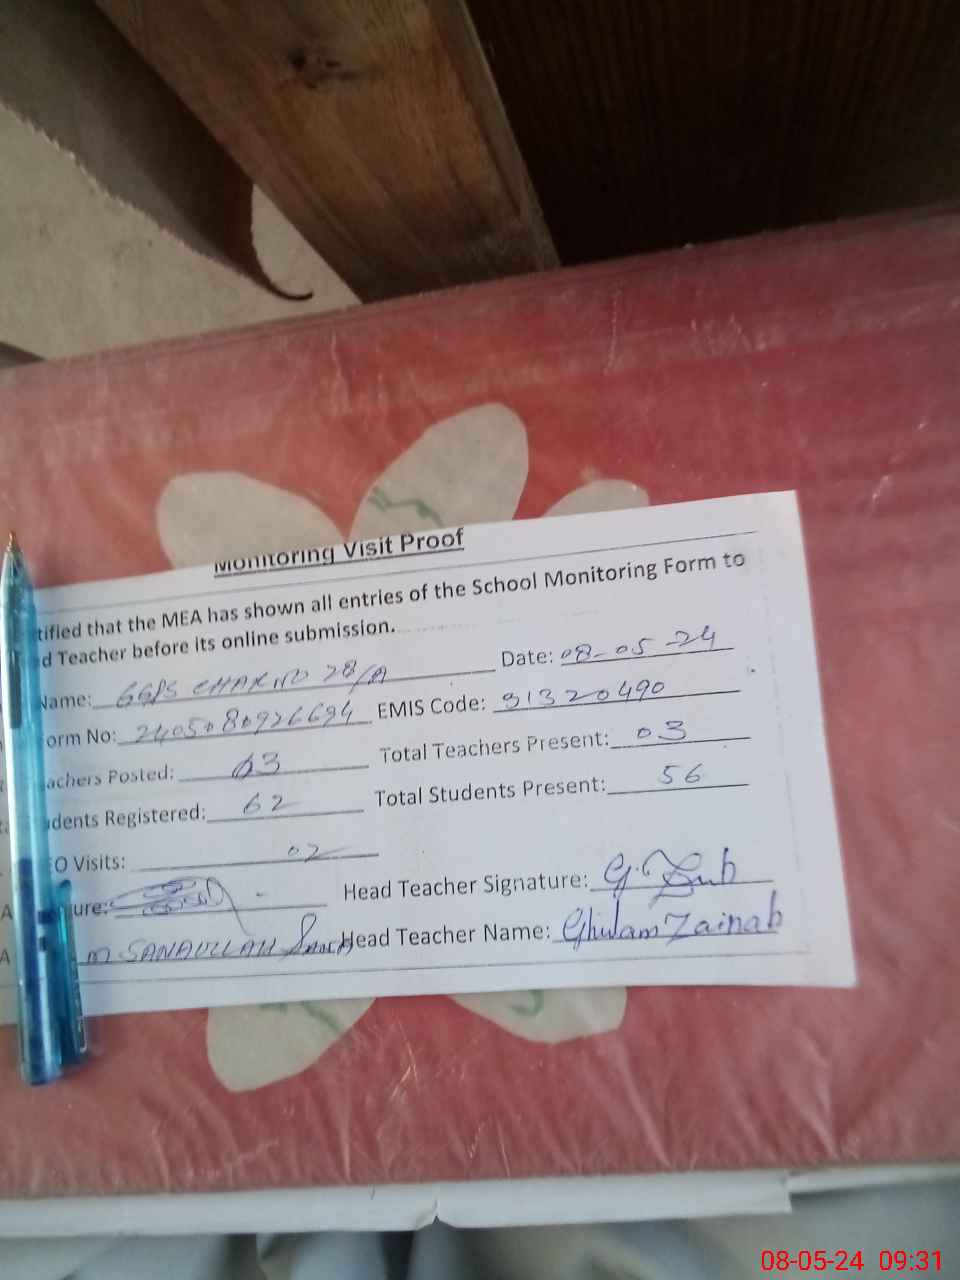 Monitoring Visit Proof
tified that the MEA has shown all entries of the School Monitoring Form to
d Teacher before its online submission.
Name: GGPS CHAK NO 28/A Date: 08-05-24
orm No: 2405080926694 EMIS Code: 31320490
achers Posted: 03 Total Teachers Present: 03
dents Registered: 62 Total Students Present: 56
EO Visits: 02
ure: Head Teacher Signature:
M SANAULLAH Head Teacher Name: Ghulam Zainab
08-05-24 09:31